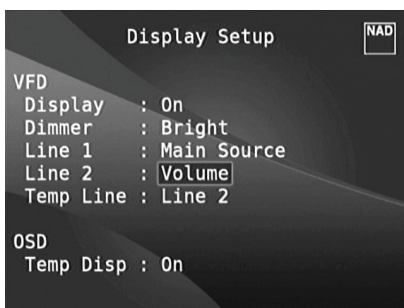 Display Setup
NAD
VFD
Display : On
Dimmer : Bright
Line 1 : Main Source
Line 2 : Volume
Temp Line : Line 2
OSD
Temp Disp : On